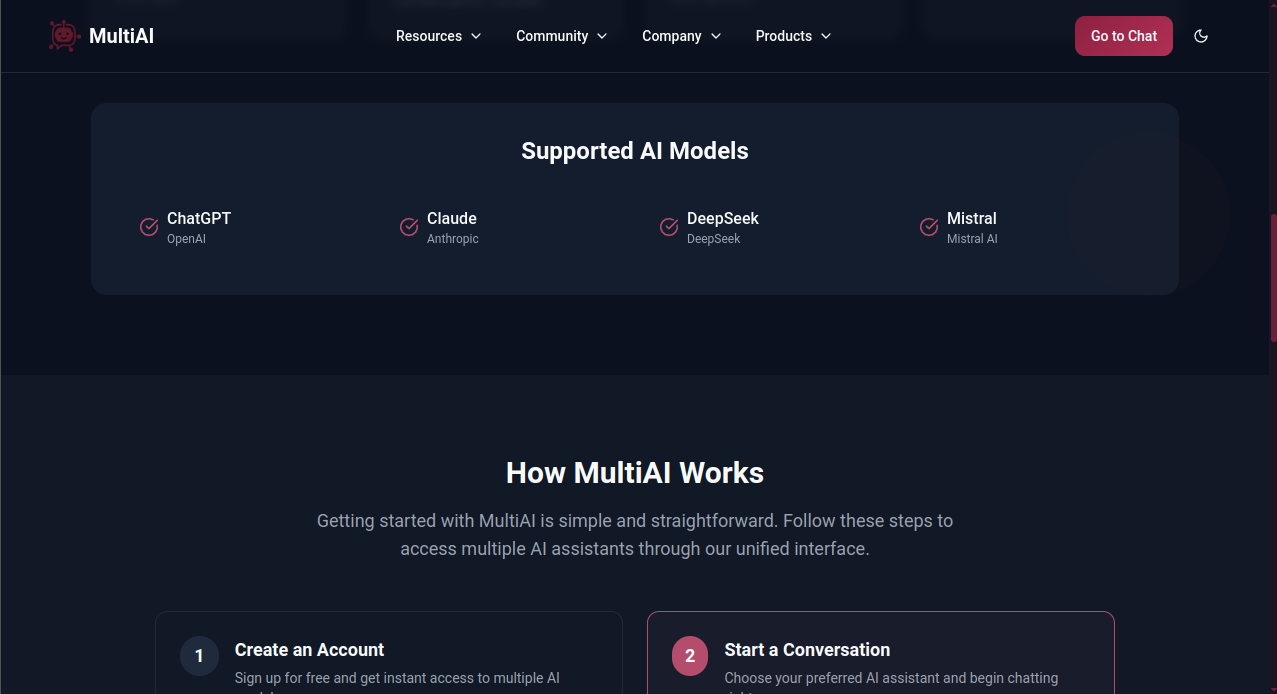 MultiAI
Resources
Community
Company
Products
Go to Chat
Supported AI Models
ChatGPT
OpenAI
Claude
Anthropic
DeepSeek
DeepSeek
Mistral
Mistral AI
How MultiAI Works
Getting started with MultiAI is simple and straightforward. Follow these steps to
access multiple AI assistants through our unified interface.
1
Create an Account
Sign up for free and get instant access to multiple AI
2
Start a Conversation
Choose your preferred AI assistant and begin chatting